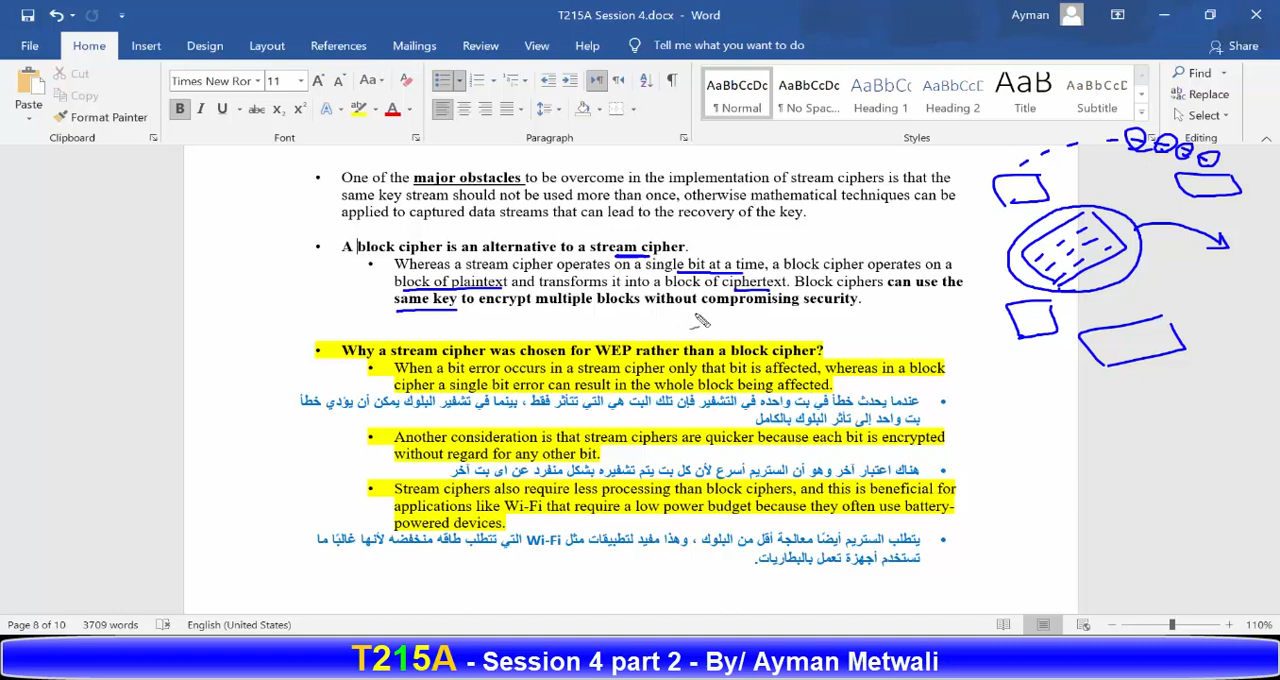 T215A Session 4.docx - Word
Ayman
File Home Insert Design Layout References Mailings Review View Help Tell me what you want to do Share
Paste
Cut
Copy
Format Painter
Clipboard
Times New Ror 11
Font
Paragraph
AaBbCcDc AaBbCcDc AaBbCc AaBbCcD AaB AaBbCcD
¶ Normal ¶ No Spac... Heading 1 Heading 2 Title Subtitle
Styles
Find
Replace
Select
Editing
• One of the major obstacles to be overcome in the implementation of stream ciphers is that the
same key stream should not be used more than once, otherwise mathematical techniques can be
applied to captured data streams that can lead to the recovery of the key.
• A block cipher is an alternative to a stream cipher.
• Whereas a stream cipher operates on a single bit at a time, a block cipher operates on a
block of plaintext and transforms it into a block of ciphertext. Block ciphers can use the
same key to encrypt multiple blocks without compromising security.
• Why a stream cipher was chosen for WEP rather than a block cipher?
• When a bit error occurs in a stream cipher only that bit is affected, whereas in a block
cipher a single bit error can result in the whole block being affected.
• عندما يحدث خطأ في بت واحده في التشفير فإن تلك البت هي التي تتأثر فقط ، بينما في تشفير البلوك يمكن أن يؤدي خطأ
بت واحد إلى تأثر البلوك بالكامل
• Another consideration is that stream ciphers are quicker because each bit is encrypted
without regard for any other bit.
• هناك اعتبار آخر وهو أن الستريم أسرع لأن كل بت يتم تشفيره بشكل منفرد عن اى بت آخر
• Stream ciphers also require less processing than block ciphers, and this is beneficial for
applications like Wi-Fi that require a low power budget because they often use battery-
powered devices.
• يتطلب الستريم أيضًا معالجة أقل من البلوك ، وهذا مفيد لتطبيقات مثل Wi-Fi التي تتطلب طاقه منخفضه لأنها غالبًا ما
تستخدم أجهزة تعمل بالبطاريات.
Page 8 of 10 3709 words English (United States) 110%
T215A - Session 4 part 2 - By/ Ayman Metwali